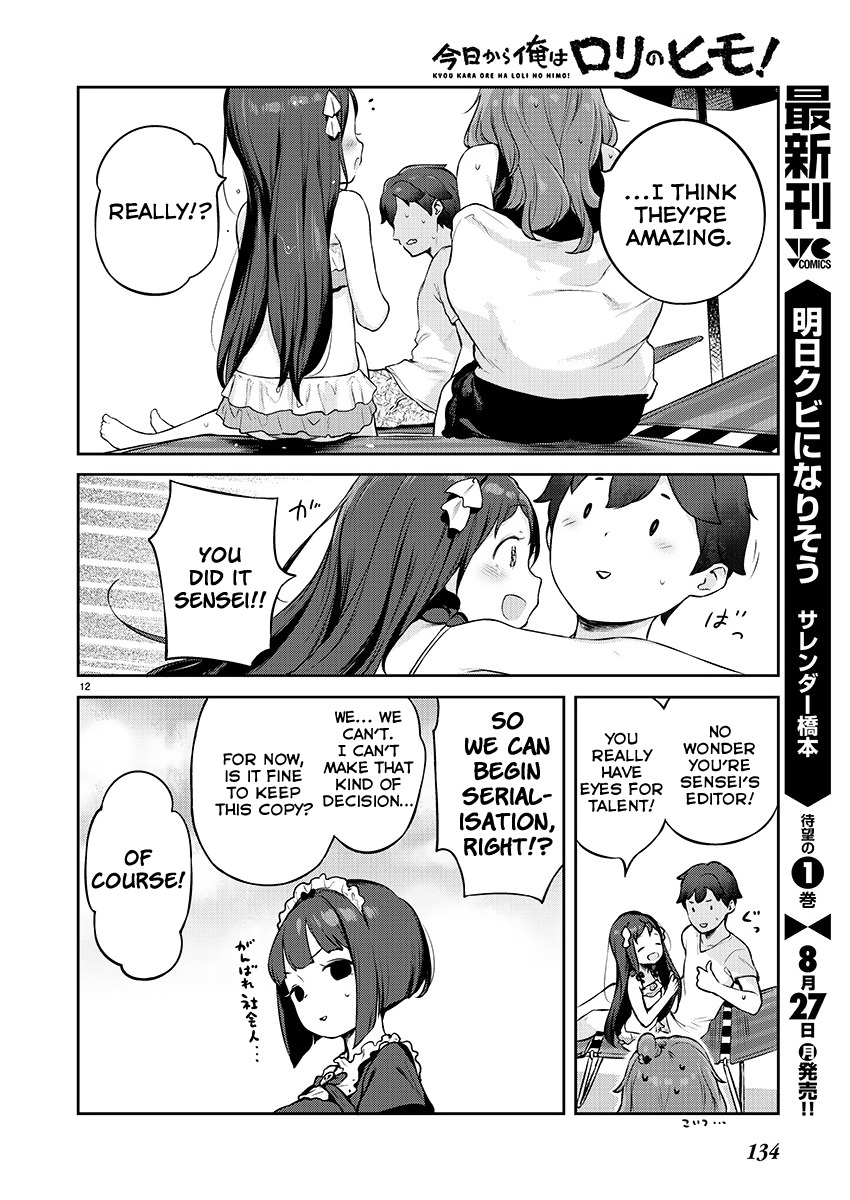 今日から俺はロリのヒモ!
KYOU KARA ORE HA LOLI NO HIMO!
...I THINK
THEY'RE
AMAZING.
REALLY!?
YOU
DID IT
SENSEI!!
が
ばっ
12
NO
WONDER
YOU'RE
SENSEI'S
EDITOR!
YOU
REALLY
HAVE
EYES FOR
TALENT!
ぐっ
こいつ…
SO
WE CAN
BEGIN
SERIAL-
ISATION,
RIGHT!?
WE... WE
CAN'T.
I CAN'T
MAKE THAT
KIND OF
DECISION...
FOR NOW,
IS IT FINE
TO KEEP
THIS COPY?
OF
COURSE!
がんばれ社会人…
最新刊
YC
COMICS
明日クビになりそう サレンダー橋本
待望の1巻
8月27日月発売!!
134